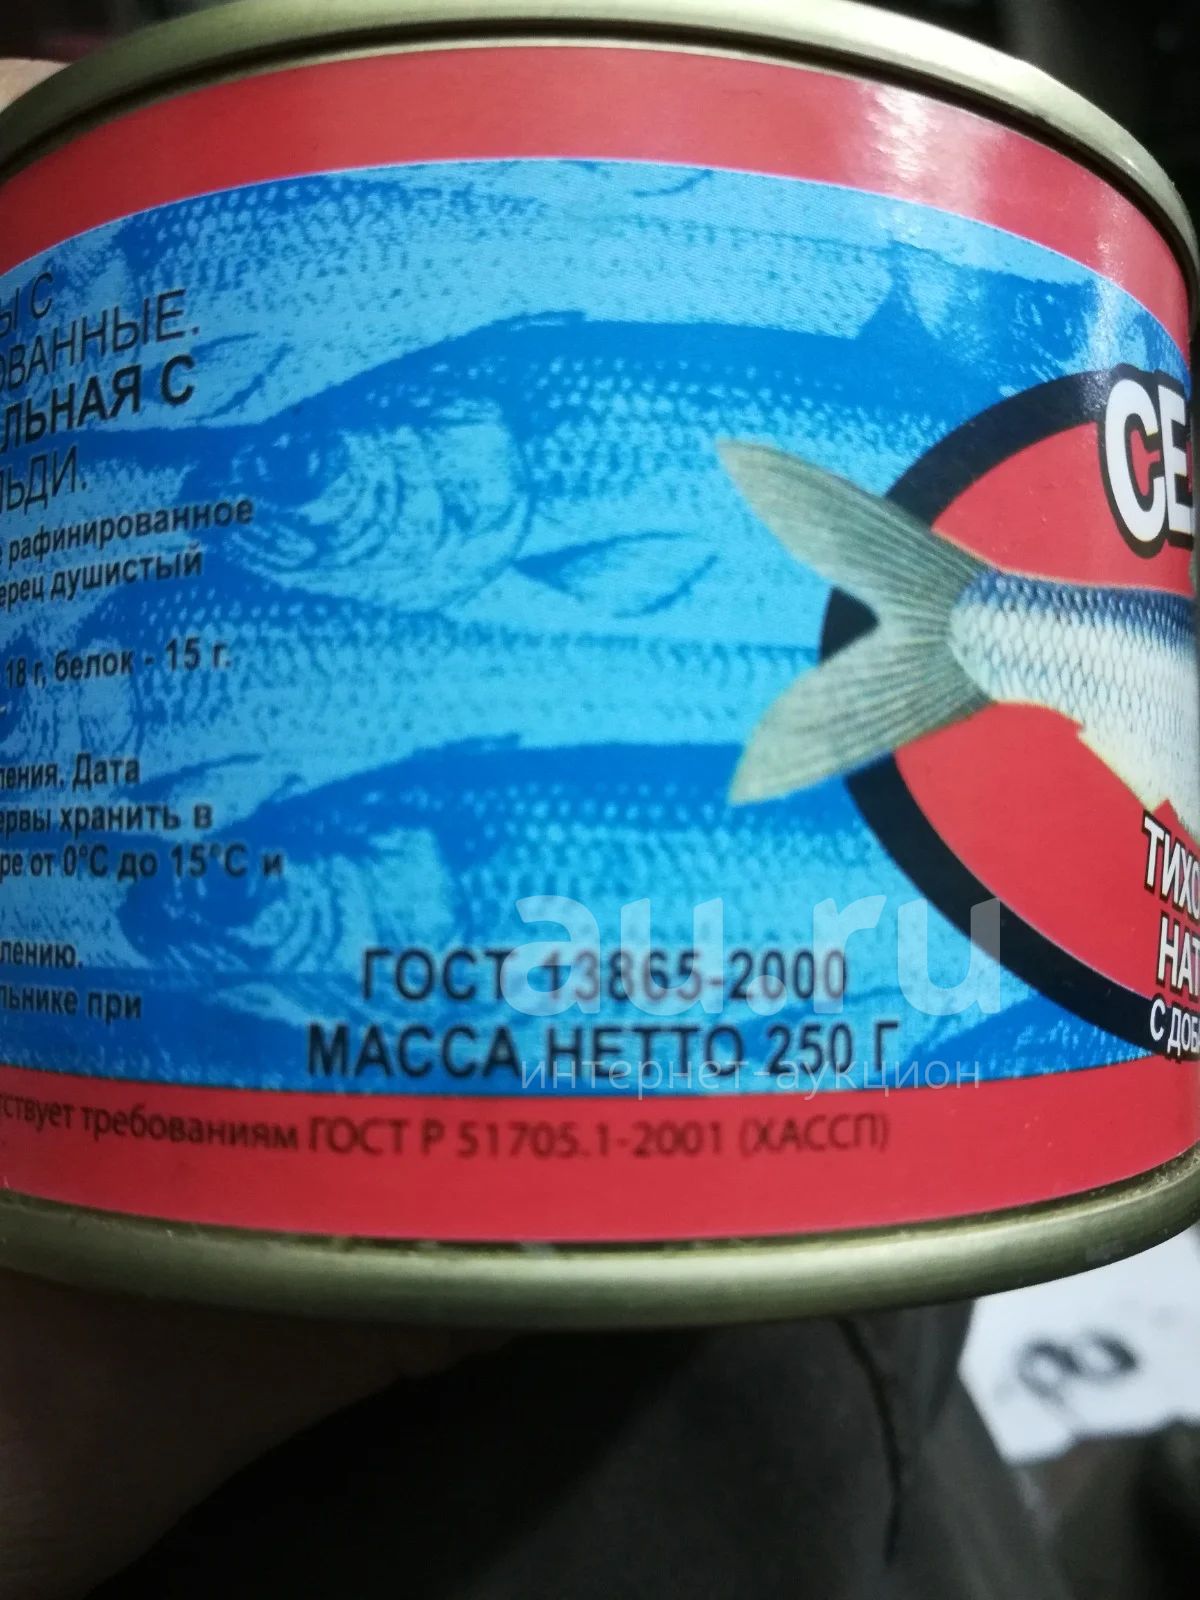 Ы С
ОВАННЫЕ.
ЛЬНАЯ С
ЬДИ.
рафинированное
ерец душистый
18 г, белок - 15 г.
ления. Дата
ервы хранить в
ре от 0°С до 15°С и
лению.
льнике при
ГОСТ 13865-2000
МАССА НЕТТО 250 Г
тствует требованиям ГОСТ Р 51705.1-2001 (ХАССП)
СЕ
ТИХО
НАТ
С ДОБ
au.ru
интернет-аукцион